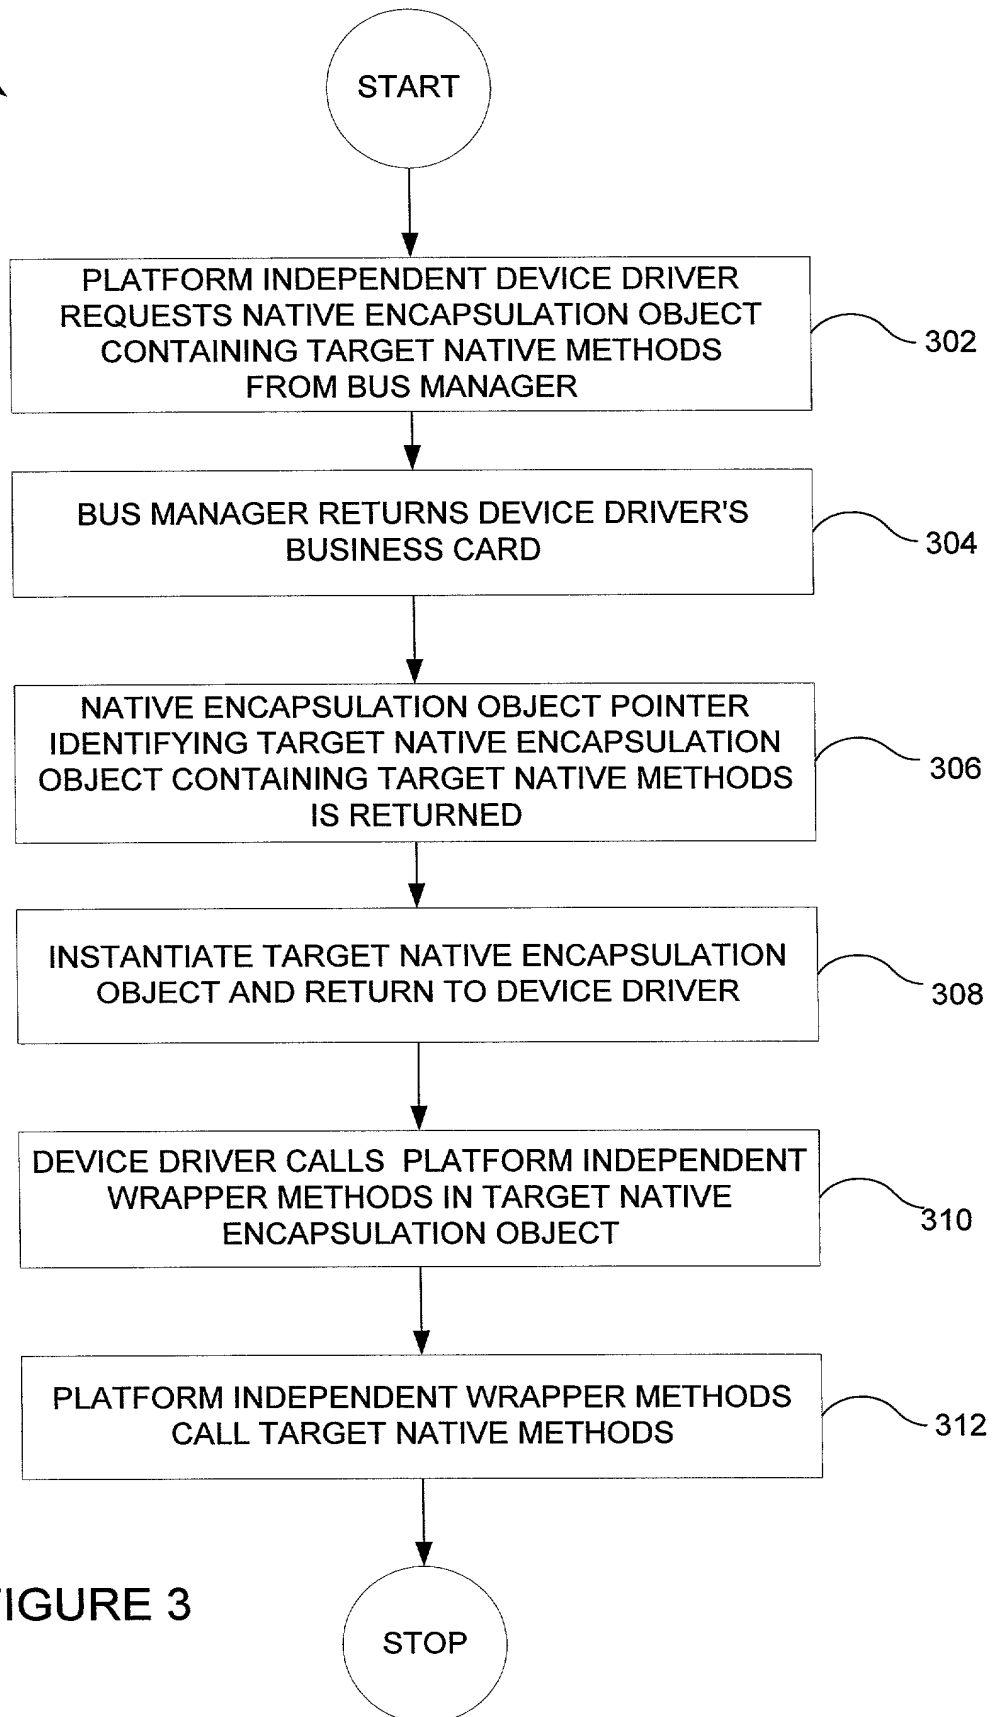 START
PLATFORM INDEPENDENT DEVICE DRIVER
REQUESTS NATIVE ENCAPSULATION OBJECT
CONTAINING TARGET NATIVE METHODS
FROM BUS MANAGER
302
BUS MANAGER RETURNS DEVICE DRIVER'S
BUSINESS CARD
304
NATIVE ENCAPSULATION OBJECT POINTER
IDENTIFYING TARGET NATIVE ENCAPSULATION
OBJECT CONTAINING TARGET NATIVE METHODS
IS RETURNED
306
INSTANTIATE TARGET NATIVE ENCAPSULATION
OBJECT AND RETURN TO DEVICE DRIVER
308
DEVICE DRIVER CALLS PLATFORM INDEPENDENT
WRAPPER METHODS IN TARGET NATIVE
ENCAPSULATION OBJECT
310
PLATFORM INDEPENDENT WRAPPER METHODS
CALL TARGET NATIVE METHODS
312
IGURE 3
STOP